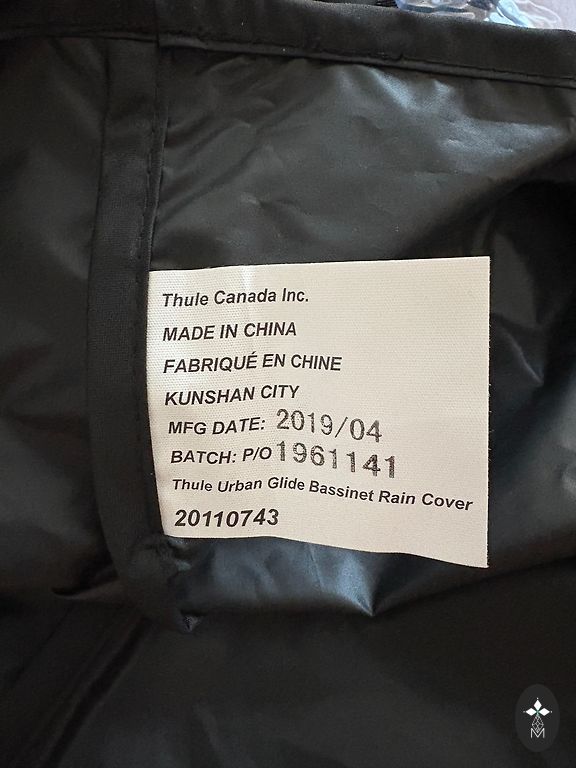 Thule Canada Inc.
MADE IN CHINA
FABRIQUÉ EN CHINE
KUNSHAN CITY
MFG DATE: 2019/04
BATCH: P/O 1961141
Thule Urban Glide Bassinet Rain Cover
20110743
M